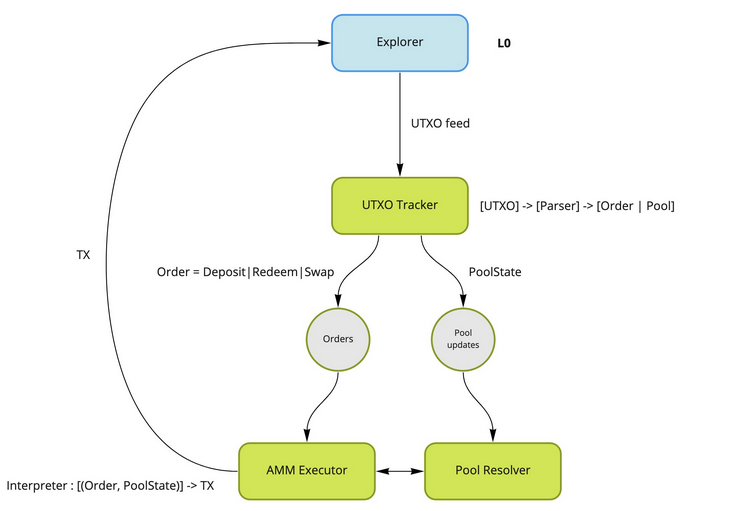 Explorer
L0
UTXO feed
UTXO Tracker
[UTXO] -> [Parser] -> [Order | Pool]
TX
Order = Deposit|Redeem|Swap
PoolState
Orders
Pool
updates
AMM Executor
Pool Resolver
Interpreter : [(Order, PoolState)] -> TX